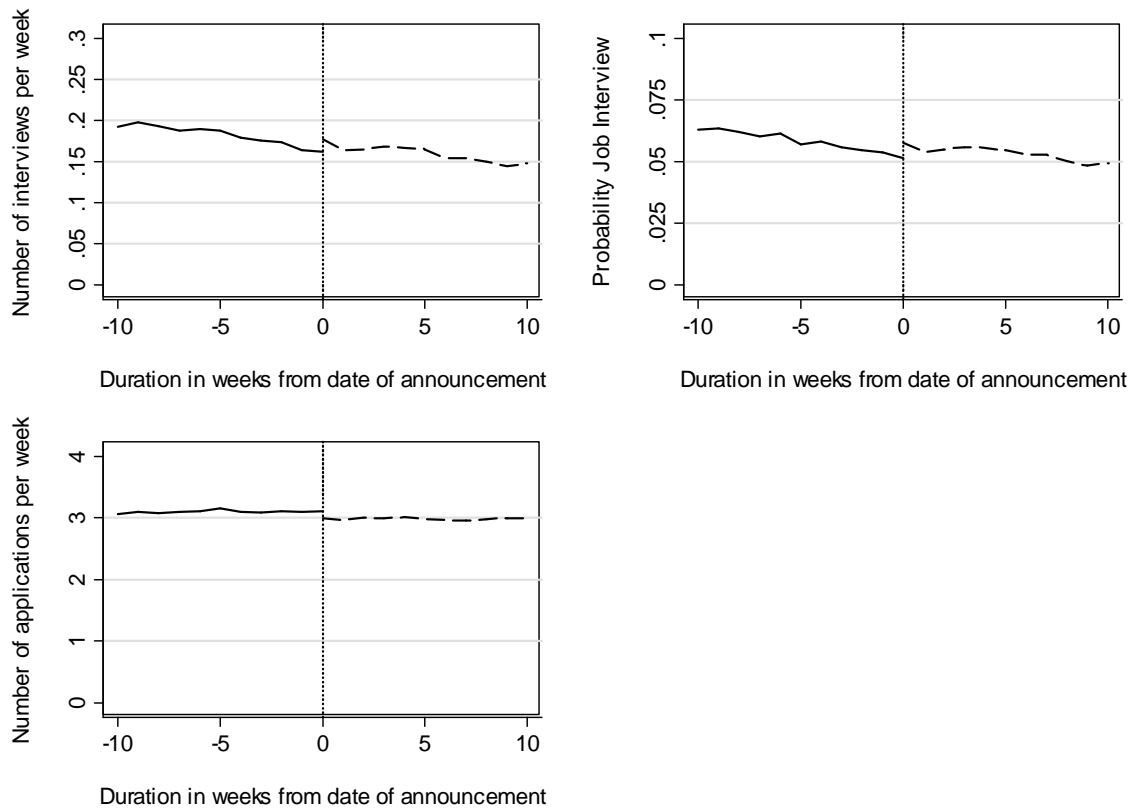 Number of interviews per week
.3
.25
.2
.15
.1
.05
0
-10 -5 0 5 10
Duration in weeks from date of announcement
Probability Job Interview
.1
.075
.05
.025
0
-10 -5 0 5 10
Duration in weeks from date of announcement
Number of applications per week
4
3
2
1
0
-10 -5 0 5 10
Duration in weeks from date of announcement